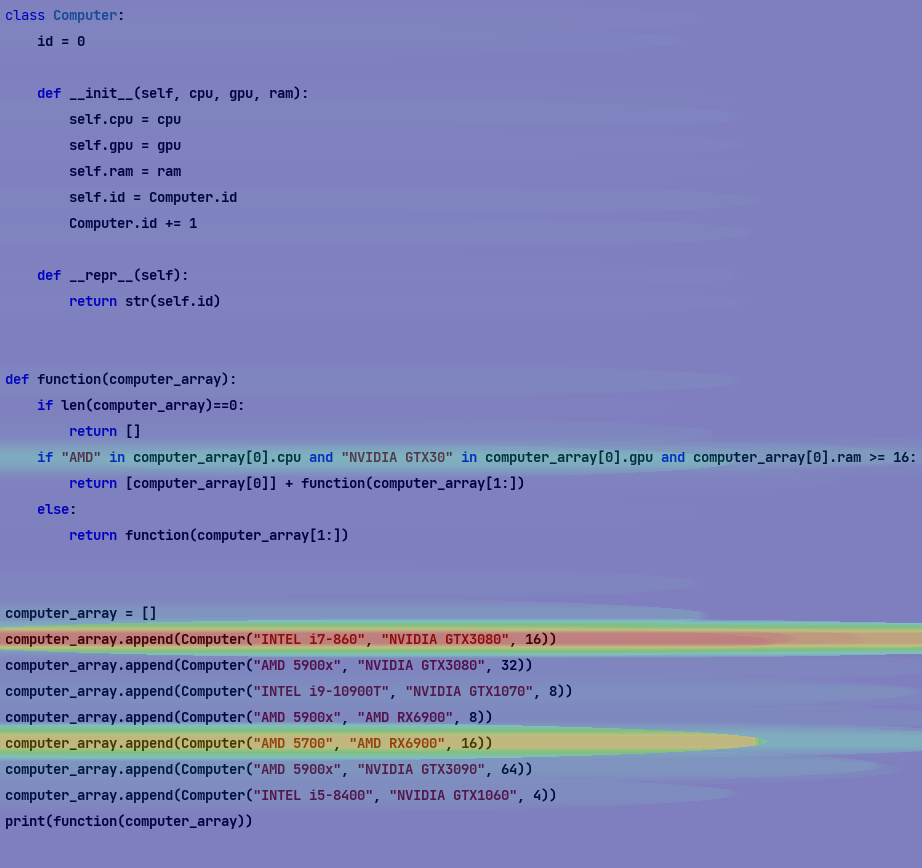 class Computer:
    id = 0

    def __init__(self, cpu, gpu, ram):
        self.cpu = cpu
        self.gpu = gpu
        self.ram = ram
        self.id = Computer.id
        Computer.id += 1

    def __repr__(self):
        return str(self.id)


def function(computer_array):
    if len(computer_array)==0:
        return []
    if "AMD" in computer_array[0].cpu and "NVIDIA GTX30" in computer_array[0].gpu and computer_array[0].ram >= 16:
        return [computer_array[0]] + function(computer_array[1:])
    else:
        return function(computer_array[1:])


computer_array = []
computer_array.append(Computer("INTEL i7-860", "NVIDIA GTX3080", 16))
computer_array.append(Computer("AMD 5900x", "NVIDIA GTX3080", 32))
computer_array.append(Computer("INTEL i9-10900T", "NVIDIA GTX1070", 8))
computer_array.append(Computer("AMD 5900x", "AMD RX6900", 8))
computer_array.append(Computer("AMD 5700", "AMD RX6900", 16))
computer_array.append(Computer("AMD 5900x", "NVIDIA GTX3090", 64))
computer_array.append(Computer("INTEL i5-8400", "NVIDIA GTX1060", 4))
print(function(computer_array))